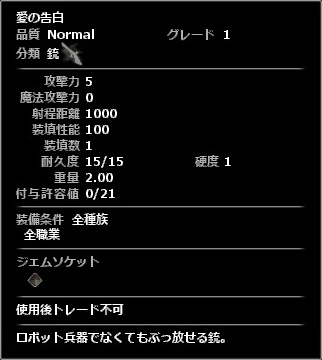 愛の告白
品質 Normal グレード 1
分類 銃
攻撃力 5
魔法攻撃力 0
射程距離 1000
装填性能 100
装填数 1
耐久度 15/15 硬度 1
重量 2.00
付与許容値 0/21
装備条件 全種族
全職業
ジェムソケット
使用後トレード不可
ロボット兵器でなくてもぶっ放せる銃。